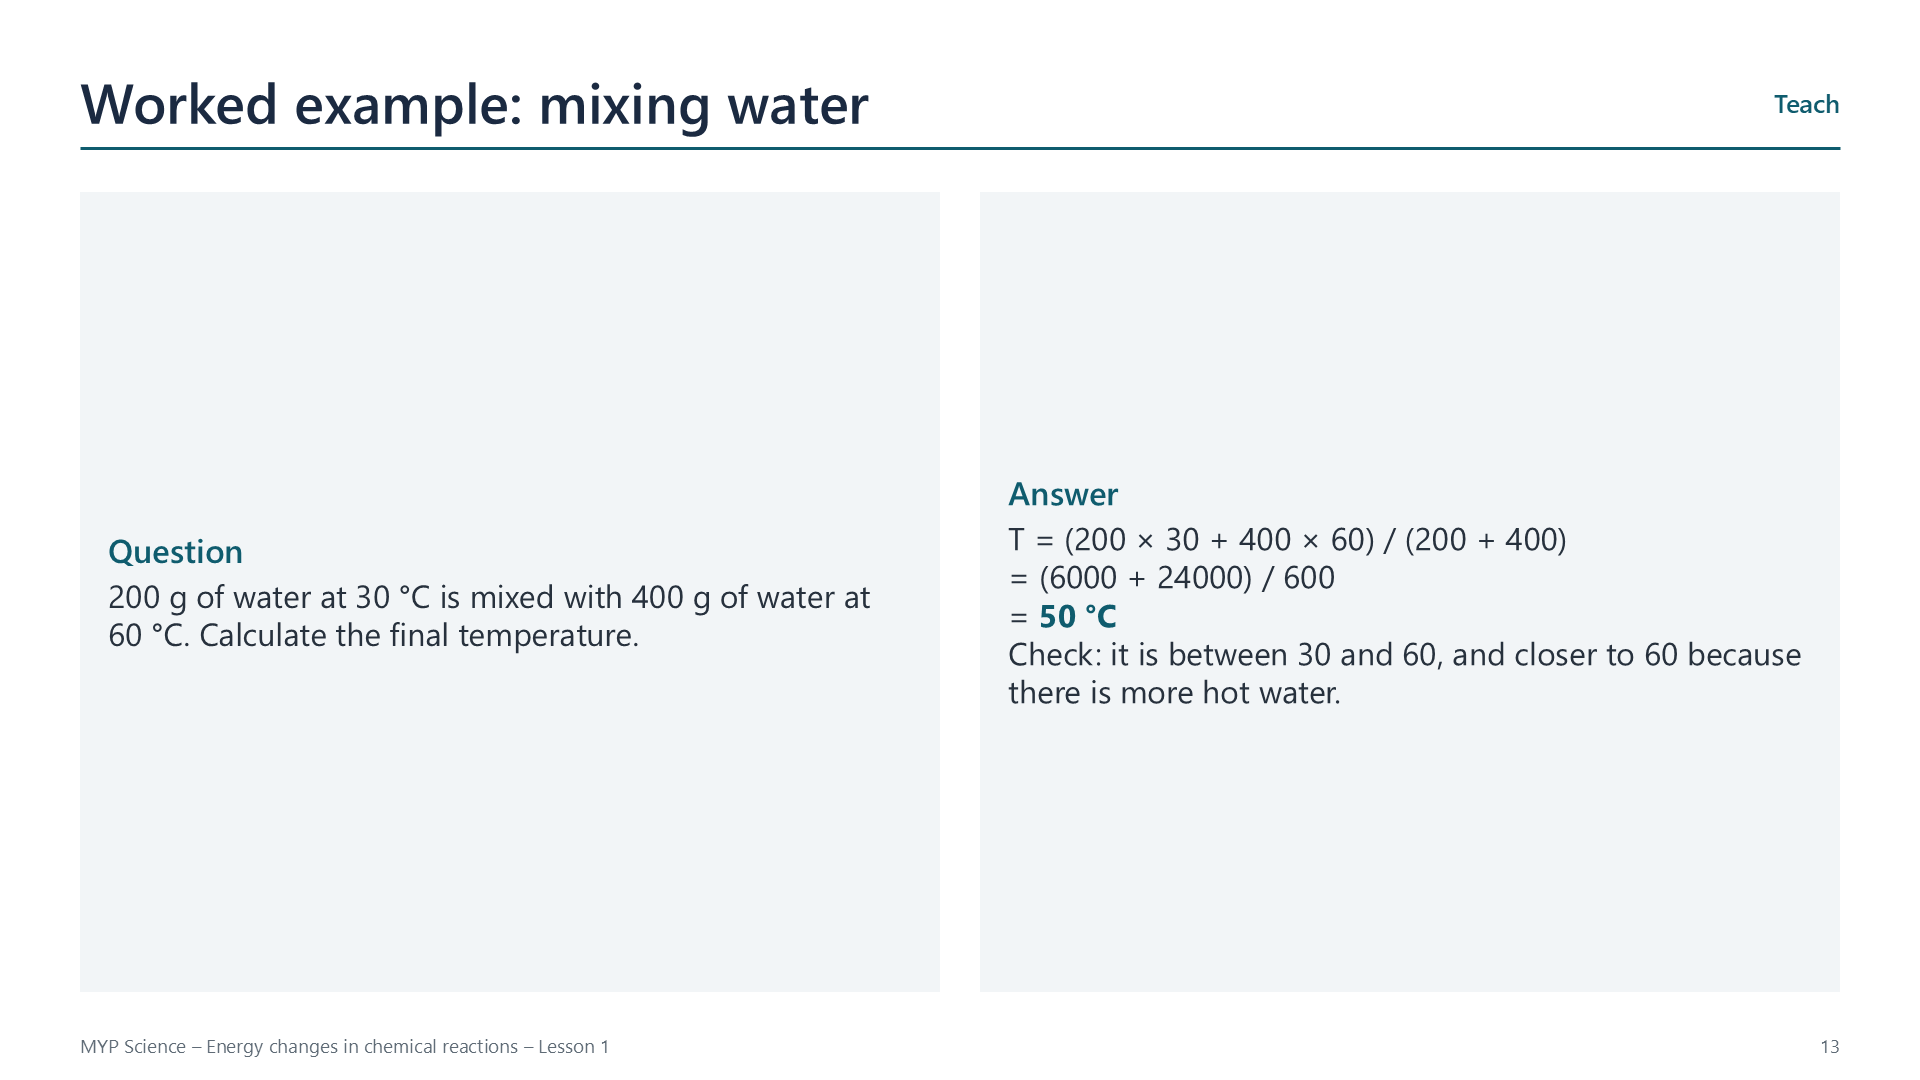 Worked example: mixing water
Teach
Question
200 g of water at 30 °C is mixed with 400 g of water at
60 °C. Calculate the final temperature.
Answer
T = (200 × 30 + 400 × 60) / (200 + 400)
= (6000 + 24000) / 600
= 50 °C
Check: it is between 30 and 60, and closer to 60 because
there is more hot water.
MYP Science – Energy changes in chemical reactions – Lesson 1
13